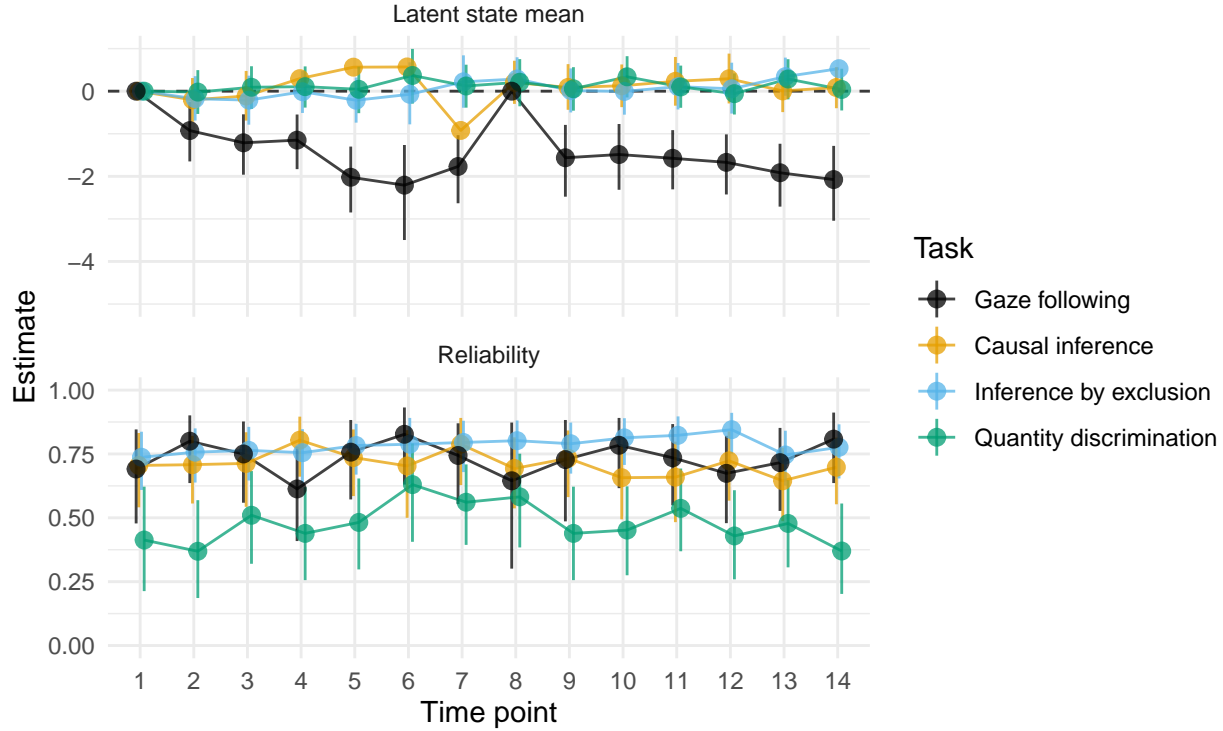 Latent state mean
0
−2
−4
Reliability
1.00
0.75
0.50
0.25
0.00
1 2 3 4 5 6 7 8 9 10 11 12 13 14
Time point
Estimate
Task
Gaze following
Causal inference
Inference by exclusion
Quantity discrimination